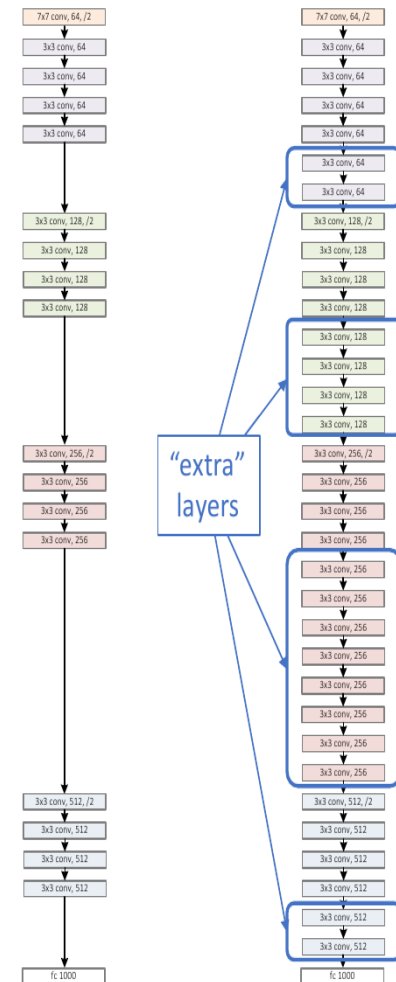 7x7 conv, 64, /2
3x3 conv, 64
3x3 conv, 64
3x3 conv, 64
3x3 conv, 64
3x3 conv, 128, /2
3x3 conv, 128
3x3 conv, 128
3x3 conv, 128
3x3 conv, 256, /2
3x3 conv, 256
3x3 conv, 256
3x3 conv, 256
3x3 conv, 512, /2
3x3 conv, 512
3x3 conv, 512
3x3 conv, 512
fc 1000
“extra”
layers
7x7 conv, 64, /2
3x3 conv, 64
3x3 conv, 64
3x3 conv, 64
3x3 conv, 64
3x3 conv, 64
3x3 conv, 64
3x3 conv, 128, /2
3x3 conv, 128
3x3 conv, 128
3x3 conv, 128
3x3 conv, 128
3x3 conv, 128
3x3 conv, 128
3x3 conv, 128
3x3 conv, 256, /2
3x3 conv, 256
3x3 conv, 256
3x3 conv, 256
3x3 conv, 256
3x3 conv, 256
3x3 conv, 256
3x3 conv, 256
3x3 conv, 256
3x3 conv, 256
3x3 conv, 256
3x3 conv, 256
3x3 conv, 512, /2
3x3 conv, 512
3x3 conv, 512
3x3 conv, 512
3x3 conv, 512
3x3 conv, 512
fc 1000